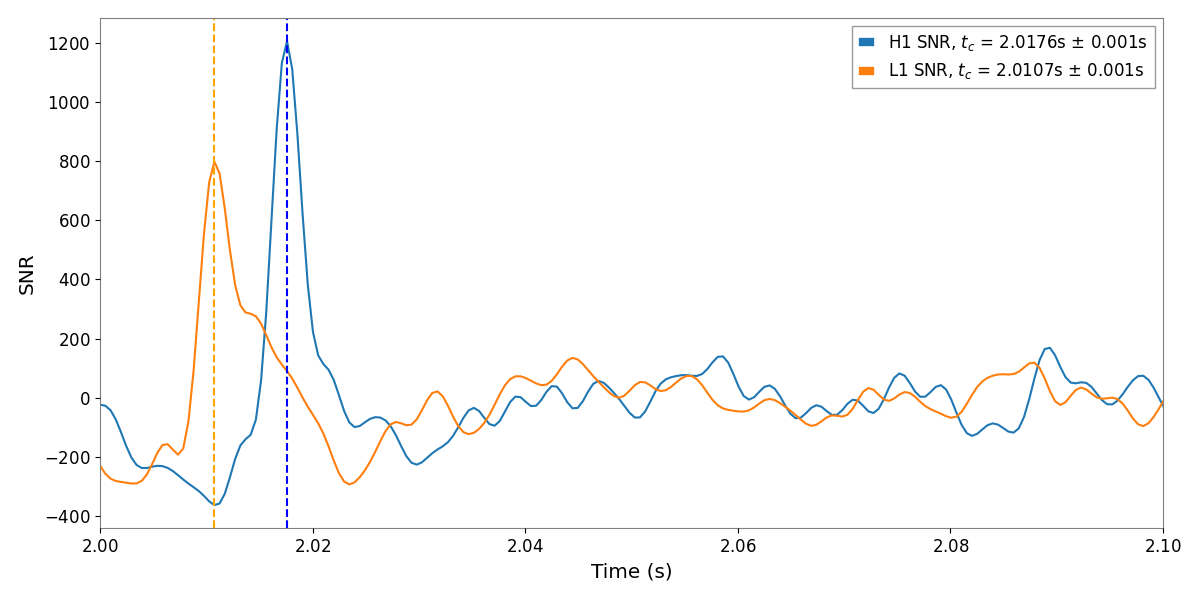 H1 SNR, t_c = 2.0176s ± 0.001s
L1 SNR, t_c = 2.0107s ± 0.001s
1200
1000
800
600
400
200
0
−200
−400
SNR
2.00 2.02 2.04 2.06 2.08 2.10
Time (s)